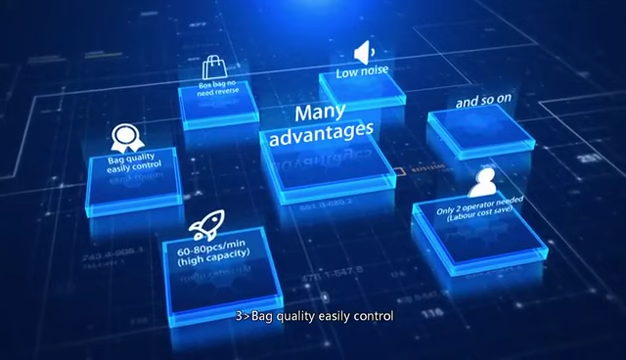 Box bag no
need reverse
Low noise
Many
advantages
and so on
Bag quality
easily control
Only 2 operator needed
(Labour cost save)
60-80pcs/min
(high capacity)
3>Bag quality easily control